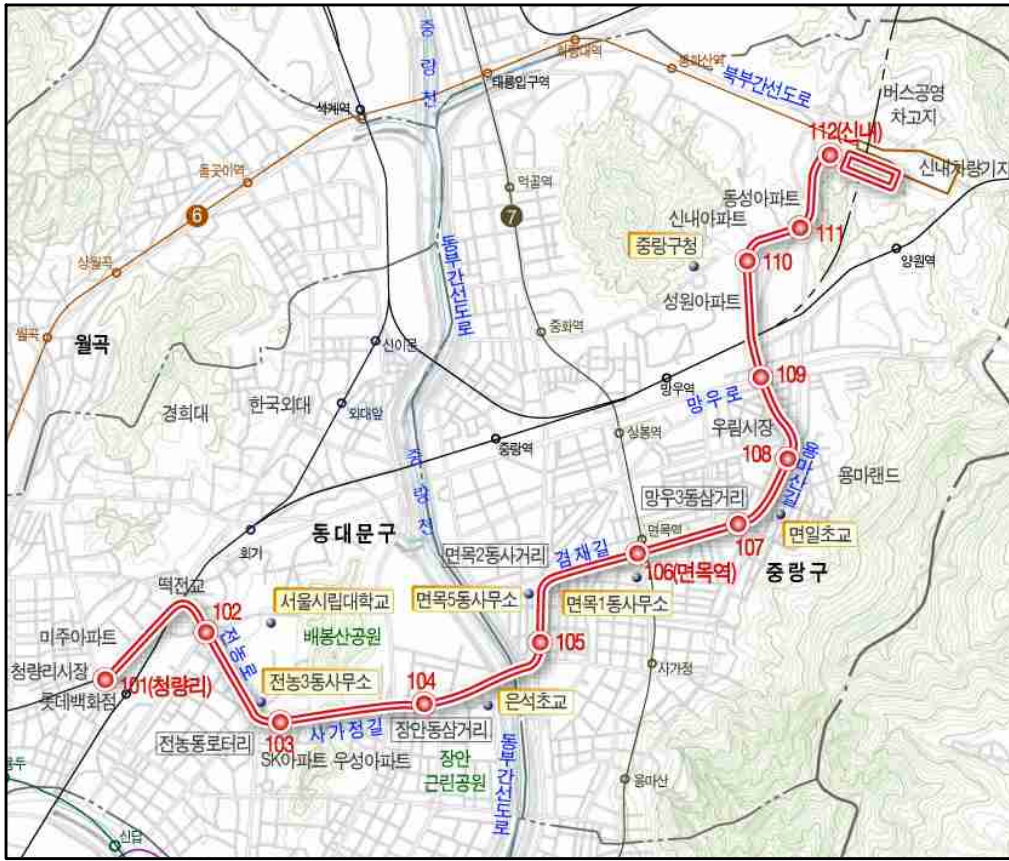 중랑천
화랑대역
봉화산역
태릉입구역
북부간선도로
버스공영
차고지
석계역
112(신내)
신내차량기지
돌곶이역
먹골역
6
7
동성아파트
신내아파트
111
중랑구청
110
양원역
상월곡
동부간선도로
성원아파트
월곡
월곡
신이문
중화역
109
망우역
망우로
경희대
한국외대
외대앞
중랑역
상봉역
우림시장
108
용마산길
용마랜드
중랑천
망우3동삼거리
면일초교
107
동대문구
회기
면목2동사거리
겸재길
면목역
106(면목역)
중랑구
떡전교
서울시립대학교
면목5동사무소
면목1동사무소
102
배봉산공원
105
미주아파트
전농로
사가정
청량리시장
101(청량리)
전농3동사무소
104
은석초교
롯데백화점
전농동로터리
103
사가정길
장안동삼거리
SK아파트
우성아파트
장안
근린공원
동부간선도로
용마산
용두
신답